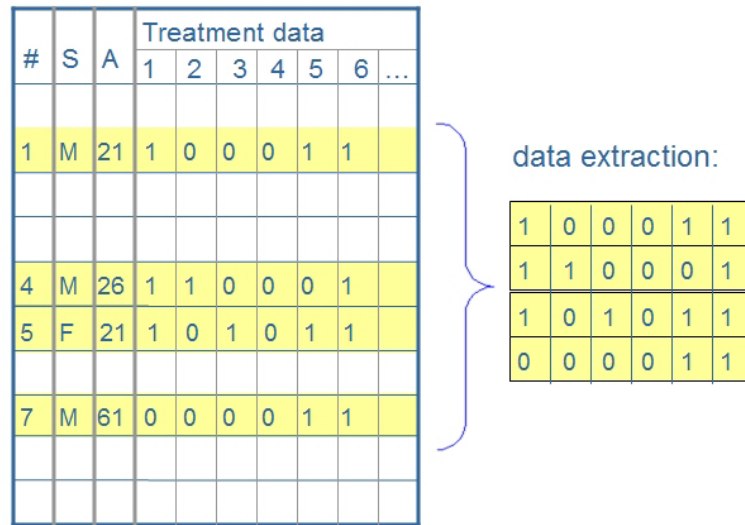 Treatment data
# S A 1 2 3 4 5 6 ...
1 M 21 1 0 0 0 1 1
4 M 26 1 1 0 0 0 1
5 F 21 1 0 1 0 1 1
7 M 61 0 0 0 0 1 1
data extraction:
1 0 0 0 1 1
1 1 0 0 0 1
1 0 1 0 1 1
0 0 0 0 1 1